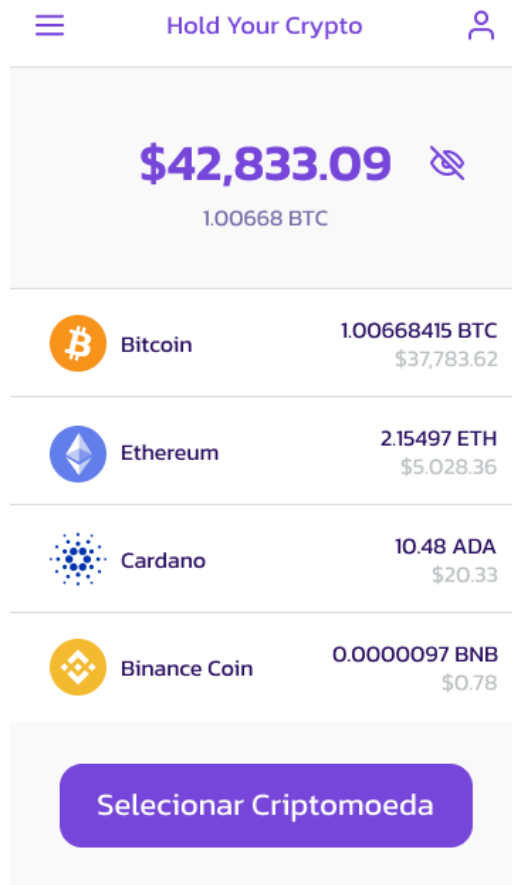 Hold Your Crypto
$42,833.09
1.00668 BTC
Bitcoin
1.00668415 BTC
$37,783.62
Ethereum
2.15497 ETH
$5.028.36
Cardano
10.48 ADA
$20.33
Binance Coin
0.0000097 BNB
$0.78
Selecionar Criptomoeda